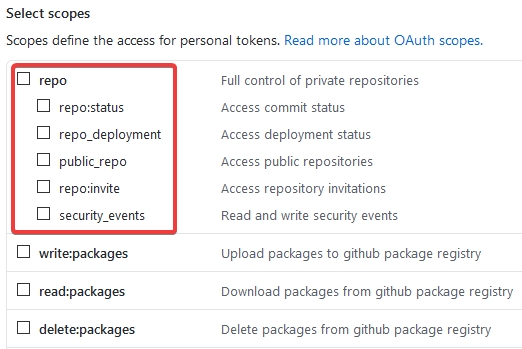 Select scopes
Scopes define the access for personal tokens. Read more about OAuth scopes.
repo Full control of private repositories
repo:status Access commit status
repo_deployment Access deployment status
public_repo Access public repositories
repo:invite Access repository invitations
security_events Read and write security events
write:packages Upload packages to github package registry
read:packages Download packages from github package registry
delete:packages Delete packages from github package registry